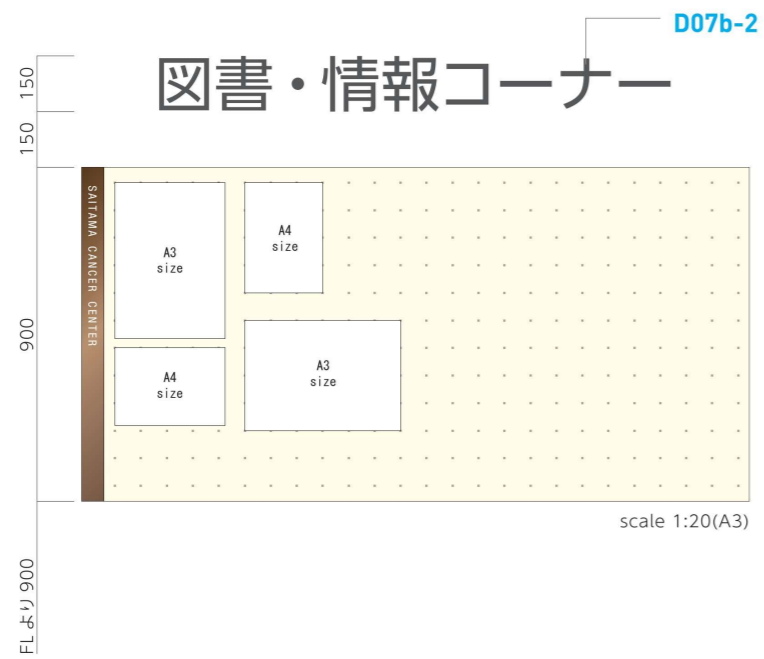 D07b-2
図書・情報コーナー
150
150
900
FLより900
SAITAMA CANCER CENTER
A3
size
A4
size
A4
size
A3
size
scale 1:20(A3)